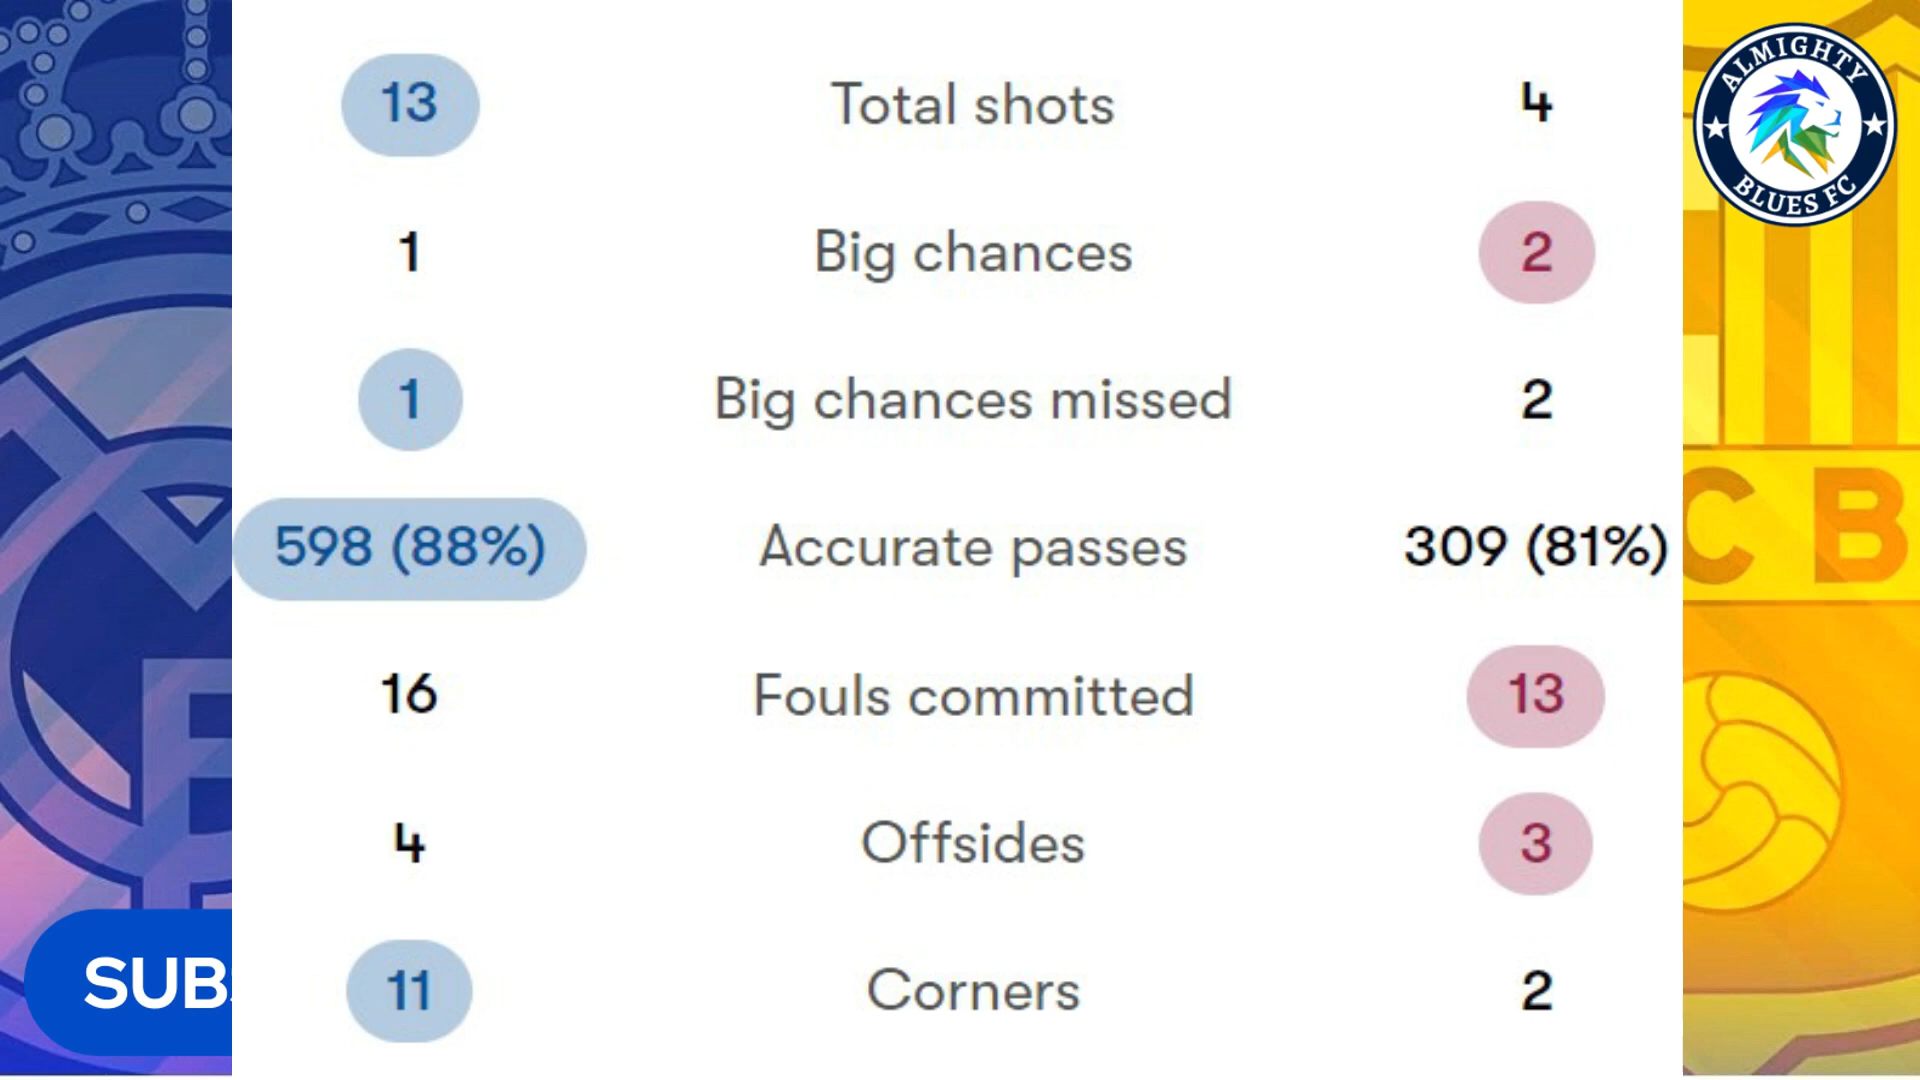 13 Total shots 4
1 Big chances 2
1 Big chances missed 2
598 (88%) Accurate passes 309 (81%)
16 Fouls committed 13
4 Offsides 3
11 Corners 2
ALMIGHTY
BLUES FC
C B
SUB